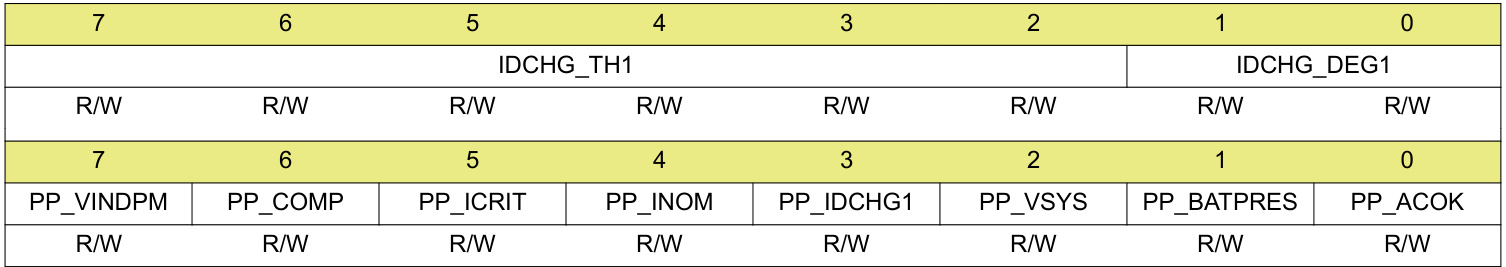 7 6 5 4 3 2 1 0
IDCHG_TH1 IDCHG_DEG1
R/W R/W R/W R/W R/W R/W R/W R/W
7 6 5 4 3 2 1 0
PP_VINDPM PP_COMP PP_ICRIT PP_INOM PP_IDCHG1 PP_VSYS PP_BATPRES PP_ACOK
R/W R/W R/W R/W R/W R/W R/W R/W